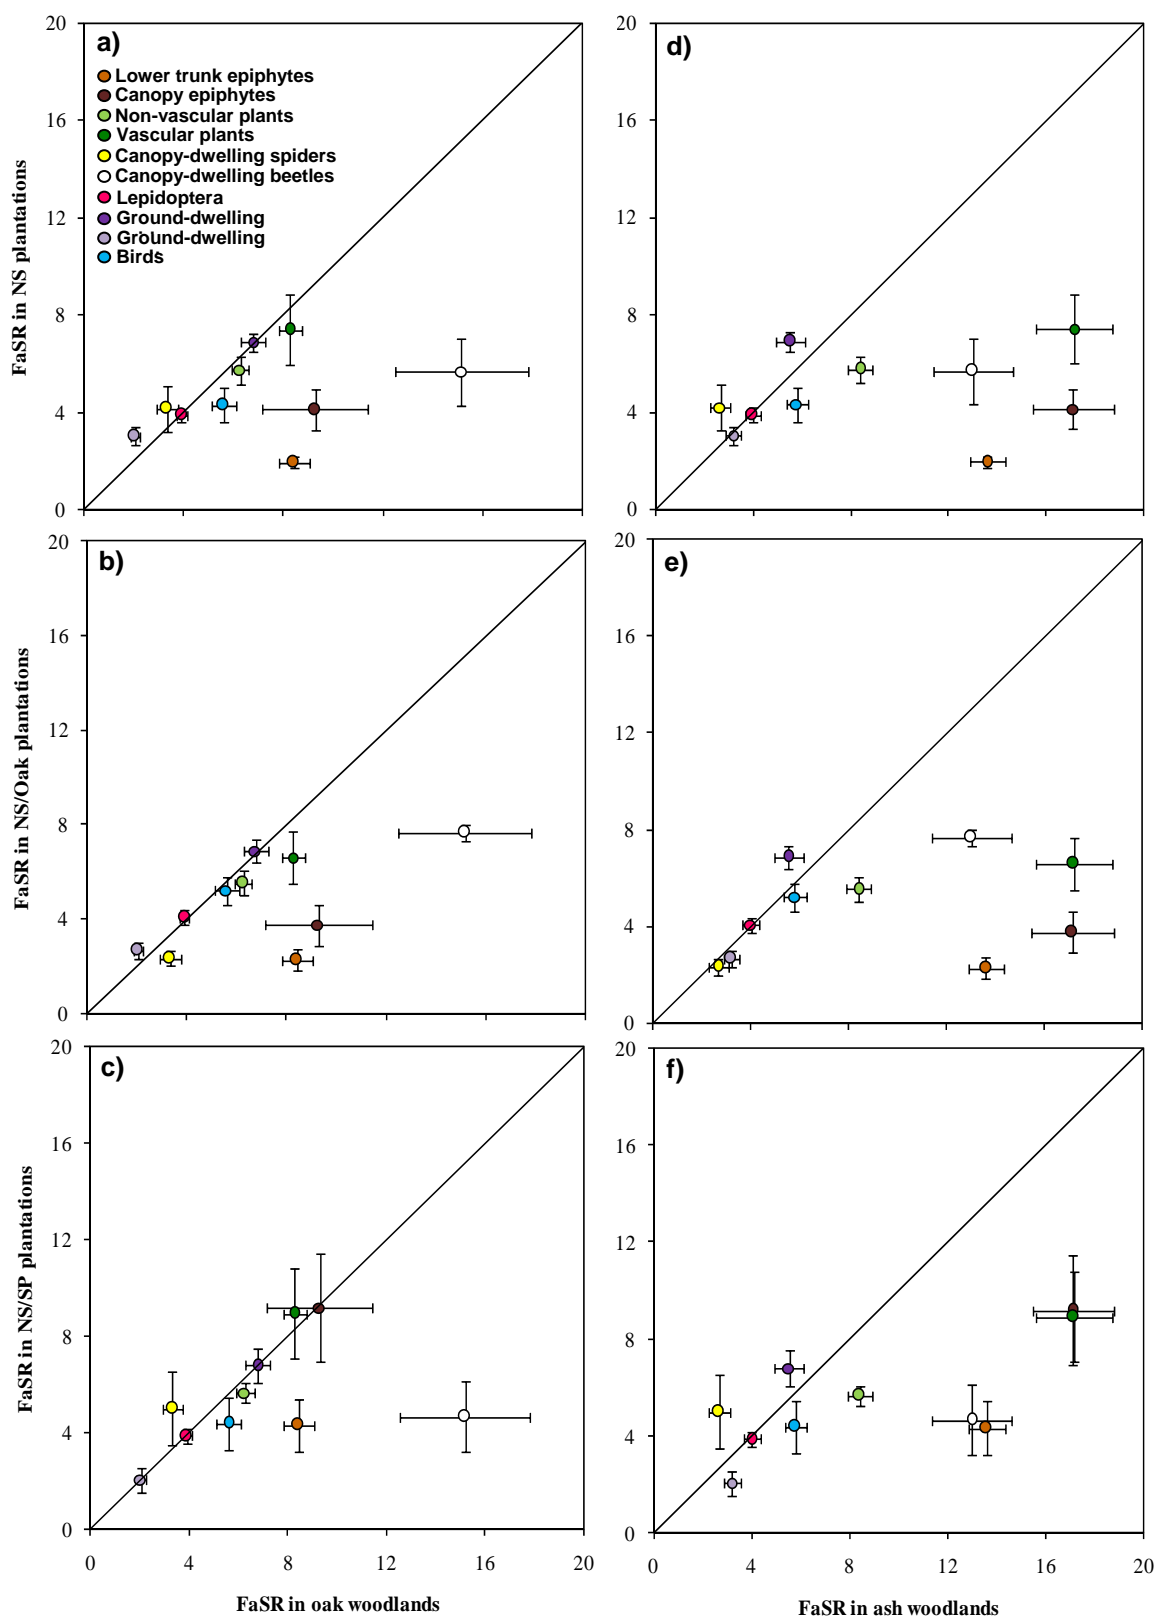 a)
Lower trunk epiphytes
Canopy epiphytes
Non-vascular plants
Vascular plants
Canopy-dwelling spiders
Canopy-dwelling beetles
Lepidoptera
Ground-dwelling
Ground-dwelling
Birds
20
16
12
8
4
0
FaSR in NS plantations
d)
20
16
12
8
4
0
b)
20
16
12
8
4
0
FaSR in NS/Oak plantations
e)
20
16
12
8
4
0
c)
20
16
12
8
4
0
FaSR in NS/SP plantations
0 4 8 12 16 20
FaSR in oak woodlands
f)
20
16
12
8
4
0
0 4 8 12 16 20
FaSR in ash woodlands